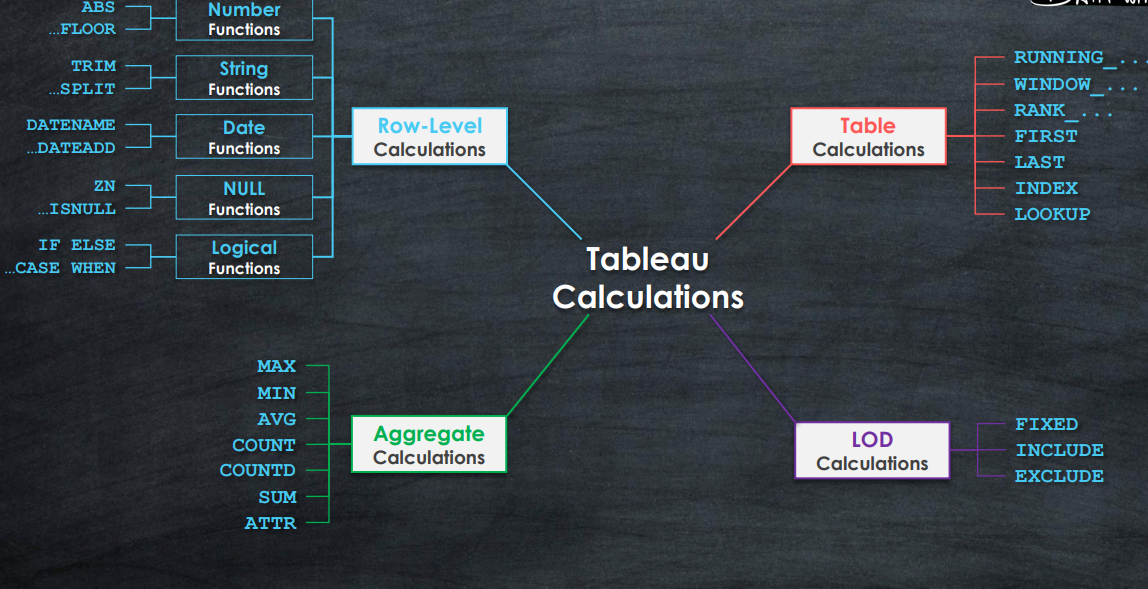 ABS
...FLOOR
Number
Functions
TRIM
...SPLIT
String
Functions
DATENAME
...DATEADD
Date
Functions
ZN
...ISNULL
NULL
Functions
IF ELSE
...CASE WHEN
Logical
Functions
Row-Level
Calculations
Table
Calculations
RUNNING_...
WINDOW_...
RANK_...
FIRST
LAST
INDEX
LOOKUP
Tableau
Calculations
MAX
MIN
AVG
COUNT
COUNTD
SUM
ATTR
Aggregate
Calculations
LOD
Calculations
FIXED
INCLUDE
EXCLUDE